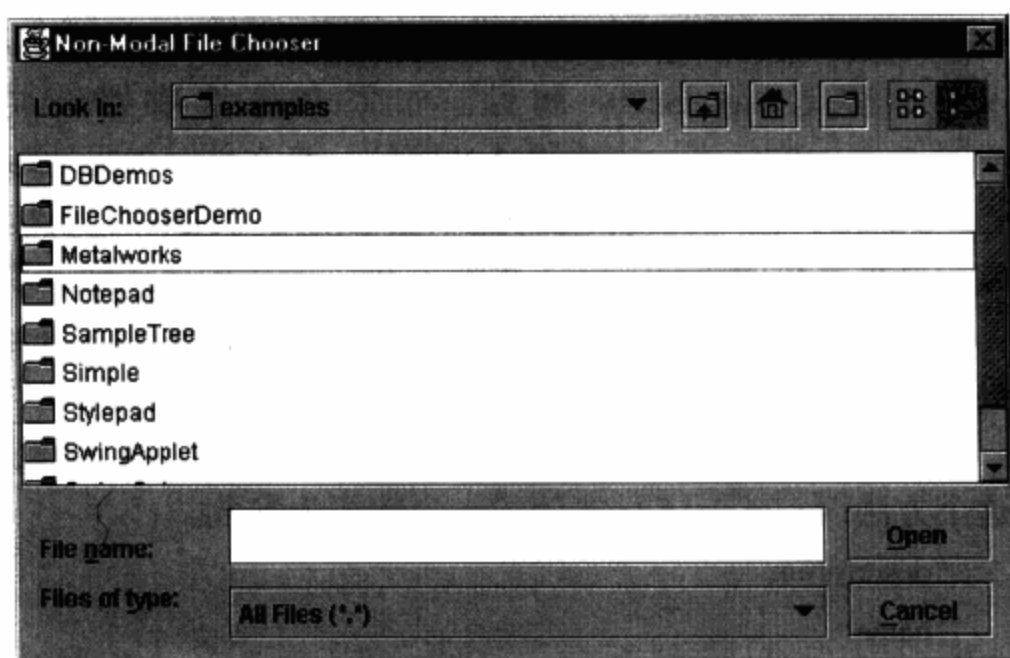 Non-Modal File Chooser
Look In: examples
DBDemos
FileChooserDemo
Metalworks
Notepad
SampleTree
Simple
Stylepad
SwingApplet
File name: Open
Files of type: All Files (*.*) Cancel